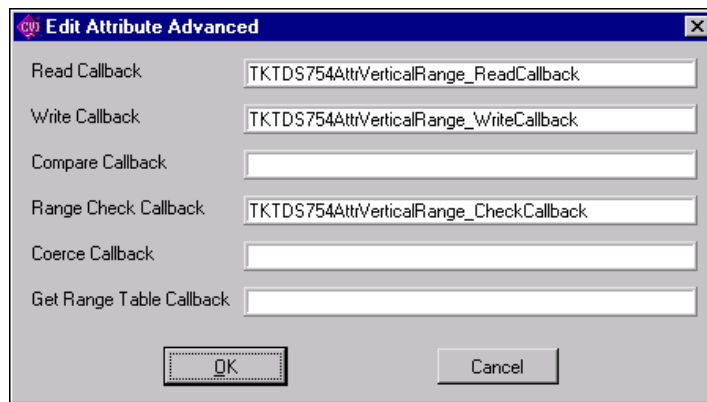 CVI Edit Attribute Advanced
Read Callback TKTDS754AttrVerticalRange_ReadCallback
Write Callback TKTDS754AttrVerticalRange_WriteCallback
Compare Callback
Range Check Callback TKTDS754AttrVerticalRange_CheckCallback
Coerce Callback
Get Range Table Callback
OK Cancel